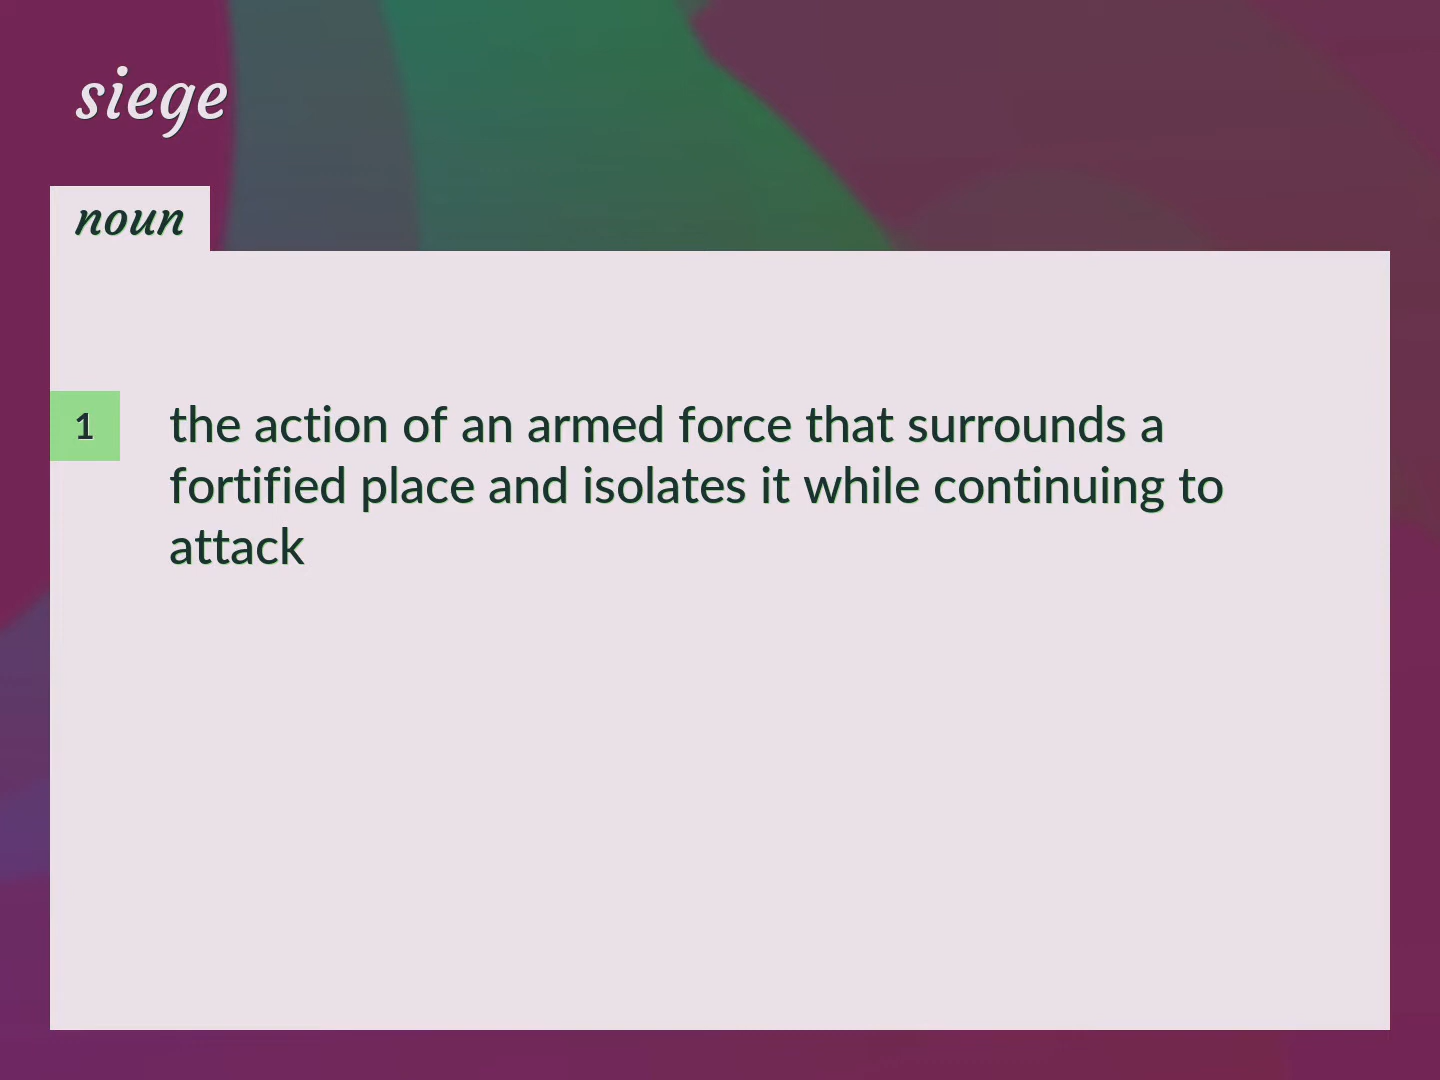 siege
noun
1
the action of an armed force that surrounds a
fortified place and isolates it while continuing to
attack